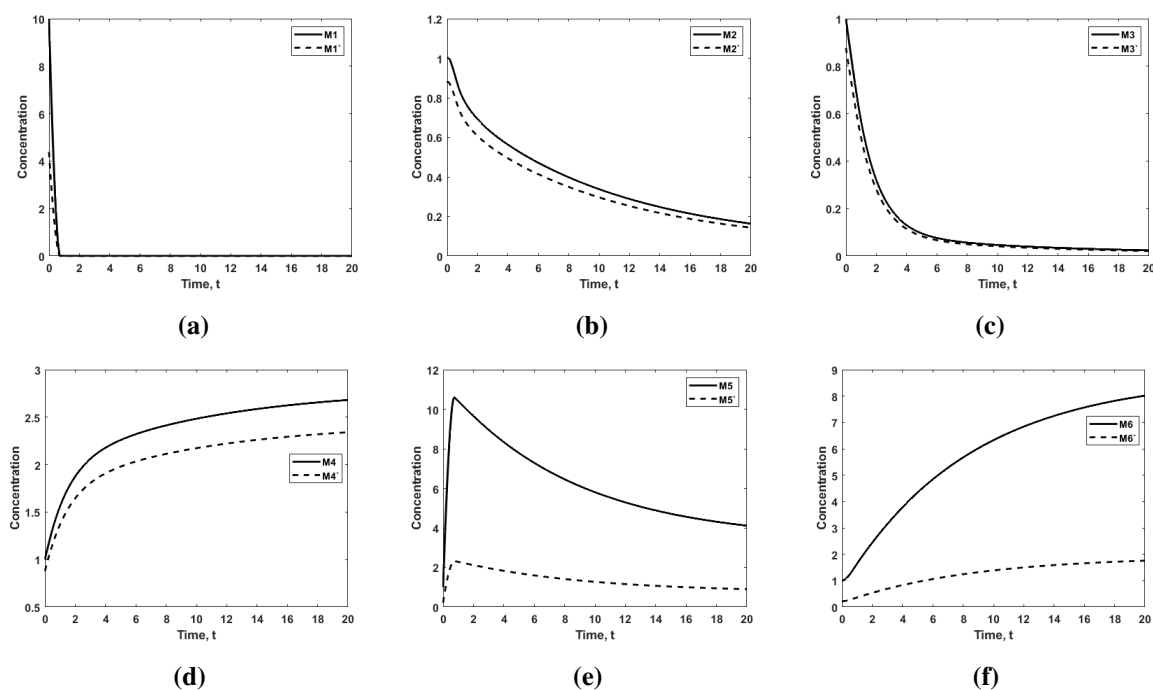 10
8
6
4
2
0
Concentration
M1
M1`
0 2 4 6 8 10 12 14 16 18 20
Time, t
(a)
1.2
1
0.8
0.6
0.4
0.2
0
Concentration
M2
M2`
0 2 4 6 8 10 12 14 16 18 20
Time, t
(b)
1
0.8
0.6
0.4
0.2
0
Concentration
M3
M3`
0 2 4 6 8 10 12 14 16 18 20
Time, t
(c)
3
2.5
2
1.5
1
0.5
Concentration
M4
M4`
0 2 4 6 8 10 12 14 16 18 20
Time, t
(d)
12
10
8
6
4
2
0
Concentration
M5
M5`
0 2 4 6 8 10 12 14 16 18 20
Time, t
(e)
9
8
7
6
5
4
3
2
1
0
Concentration
M6
M6`
0 2 4 6 8 10 12 14 16 18 20
Time, t
(f)